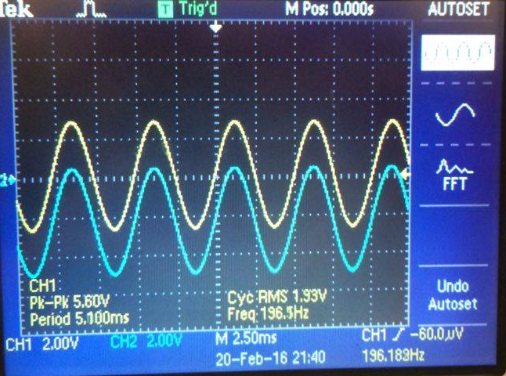 Tek T Trig'd M Pos: 0.000s AUTOSET
FFT
CH1
Pk-Pk 5.60V
Period 5.100ms
Cyc RMS 1.93V
Freq 196.5Hz
Undo
Autoset
CH1 2.00V CH2 2.00V M 2.50ms CH1 -60.0µV
20-Feb-16 21:40 196.183Hz